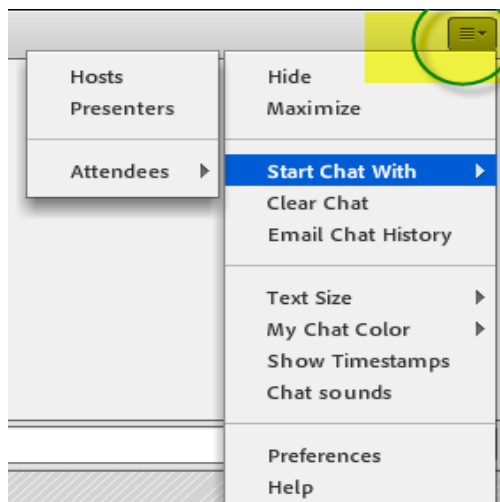 Hosts
Presenters
Attendees
Hide
Maximize
Start Chat With
Clear Chat
Email Chat History
Text Size
My Chat Color
Show Timestamps
Chat sounds
Preferences
Help